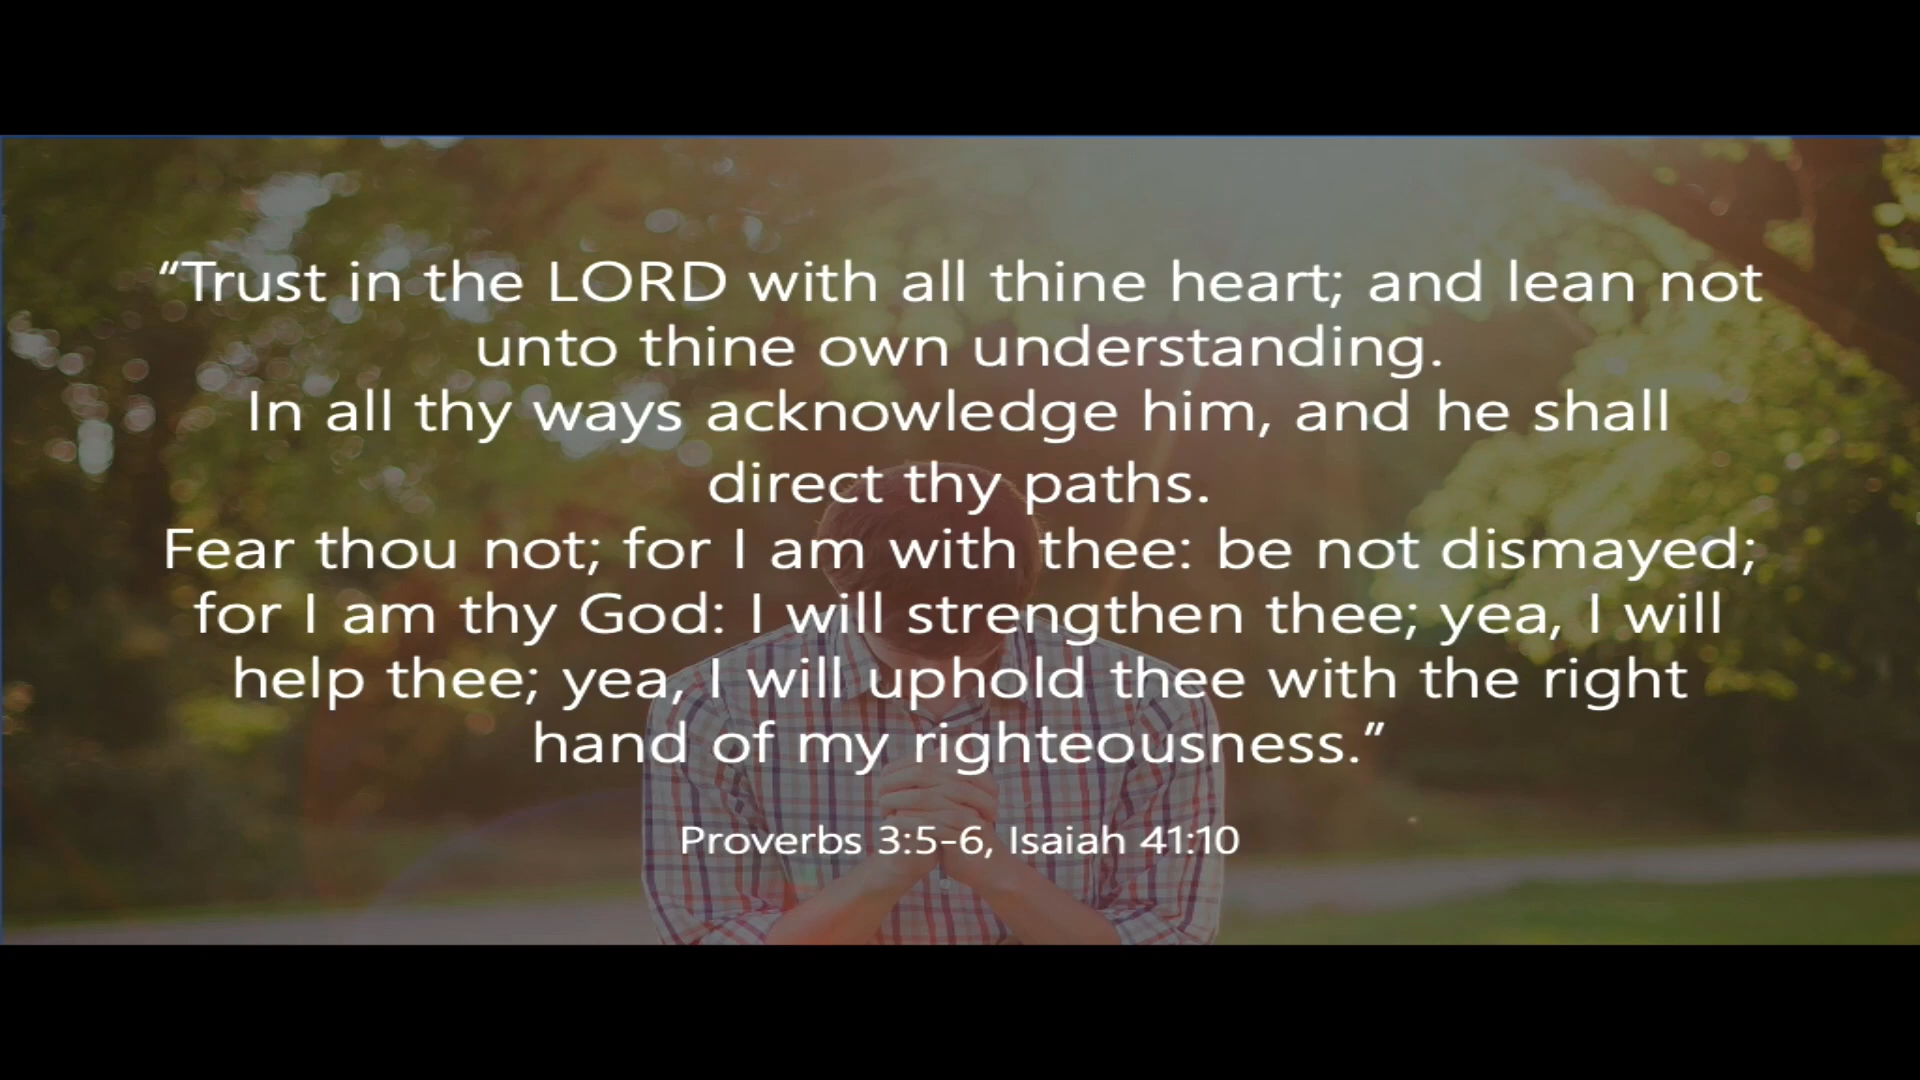 “Trust in the LORD with all thine heart; and lean not
unto thine own understanding.
In all thy ways acknowledge him, and he shall
direct thy paths.
Fear thou not; for I am with thee: be not dismayed;
for I am thy God: I will strengthen thee; yea, I will
help thee; yea, I will uphold thee with the right
hand of my righteousness.”
Proverbs 3:5-6, Isaiah 41:10